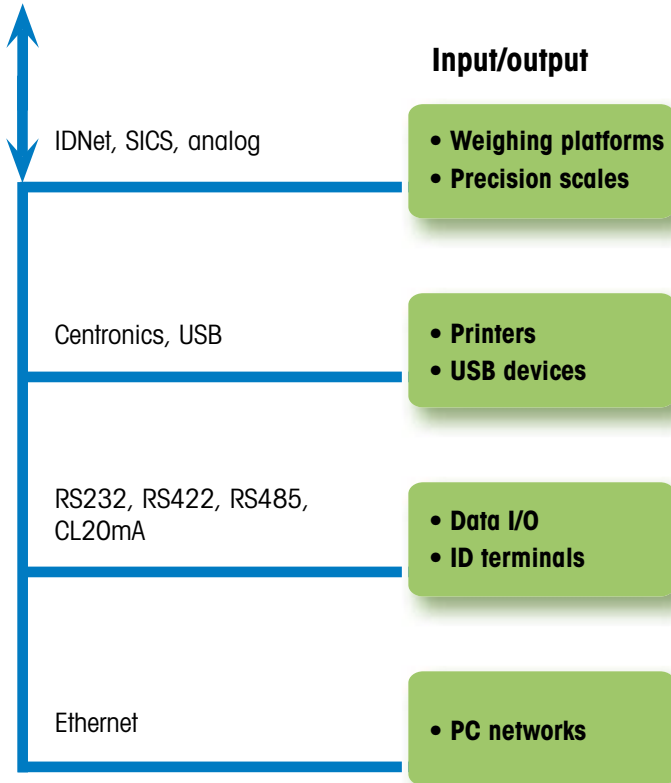 Input/output
IDNet, SICS, analog
• Weighing platforms
• Precision scales
Centronics, USB
• Printers
• USB devices
RS232, RS422, RS485,
CL20mA
• Data I/O
• ID terminals
Ethernet
• PC networks